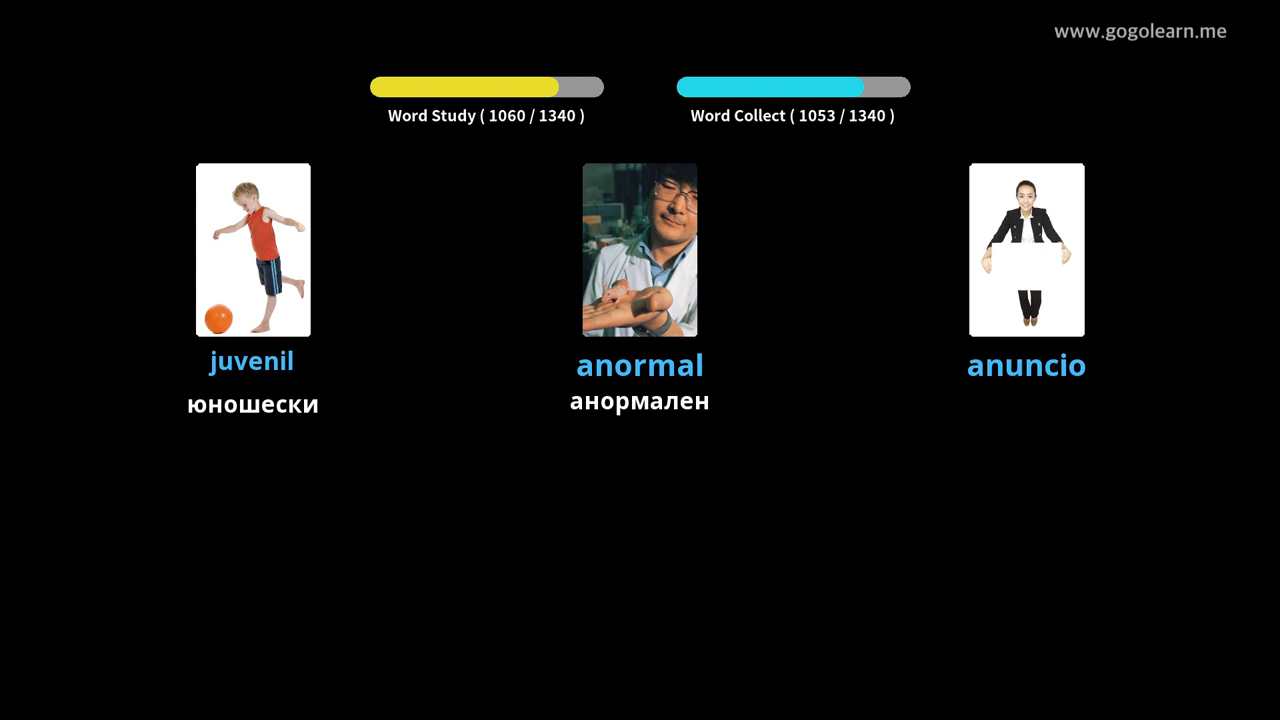 www.gogolearn.me
Word Study ( 1060 / 1340 )
Word Collect ( 1053 / 1340 )
juvenil
anormal
anuncio
юношески
анормален